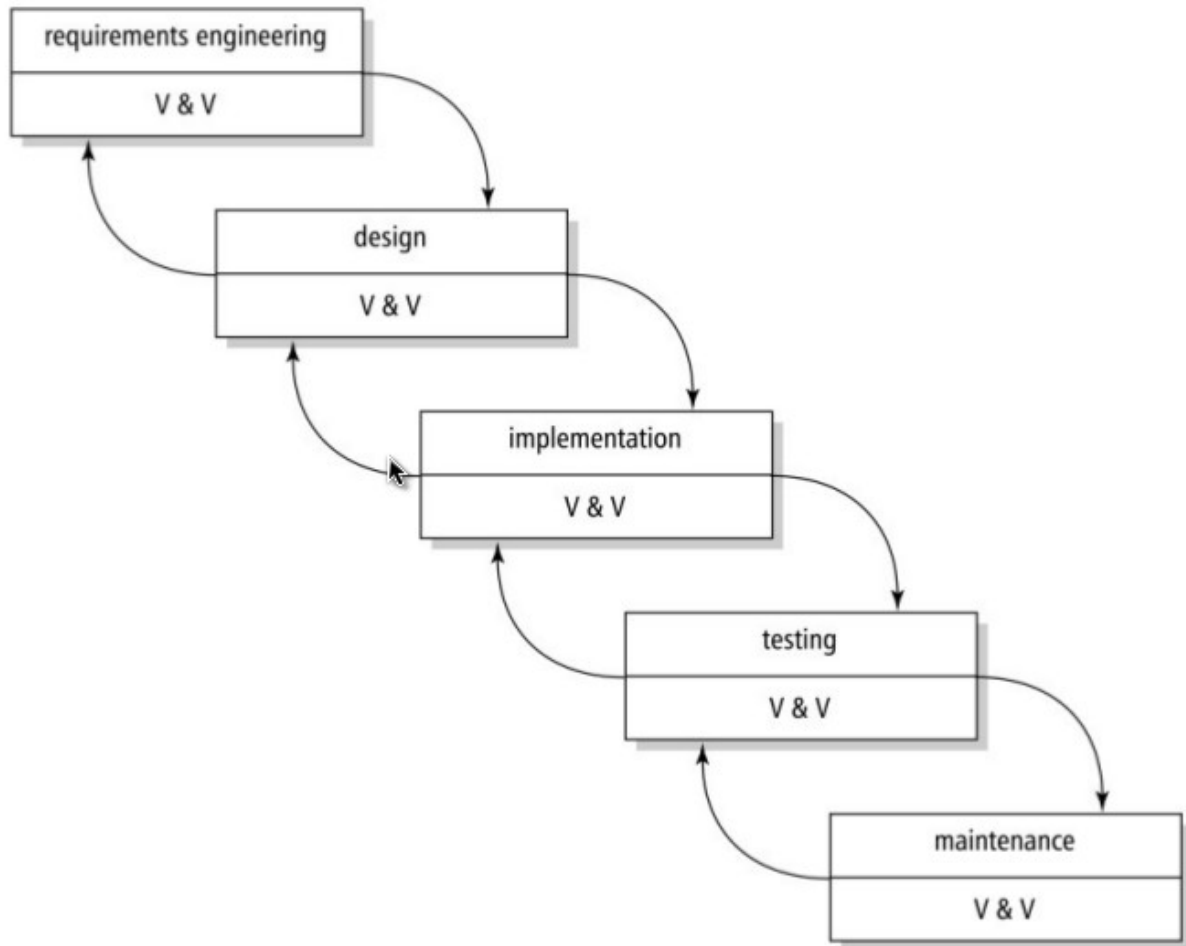 requirements engineering
V & V
design
V & V
implementation
V & V
testing
V & V
maintenance
V & V